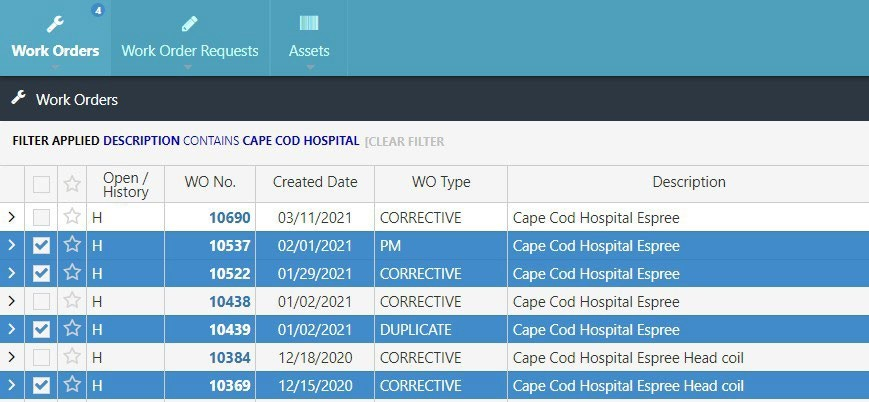 4
Work Orders Work Order Requests Assets
Work Orders
FILTER APPLIED DESCRIPTION CONTAINS CAPE COD HOSPITAL [CLEAR FILTER
Open / History WO No. Created Date WO Type Description
H 10690 03/11/2021 CORRECTIVE Cape Cod Hospital Espree
H 10537 02/01/2021 PM Cape Cod Hospital Espree
H 10522 01/29/2021 CORRECTIVE Cape Cod Hospital Espree
H 10438 01/02/2021 CORRECTIVE Cape Cod Hospital Espree
H 10439 01/02/2021 DUPLICATE Cape Cod Hospital Espree
H 10384 12/18/2020 CORRECTIVE Cape Cod Hospital Espree Head coil
H 10369 12/15/2020 CORRECTIVE Cape Cod Hospital Espree Head coil